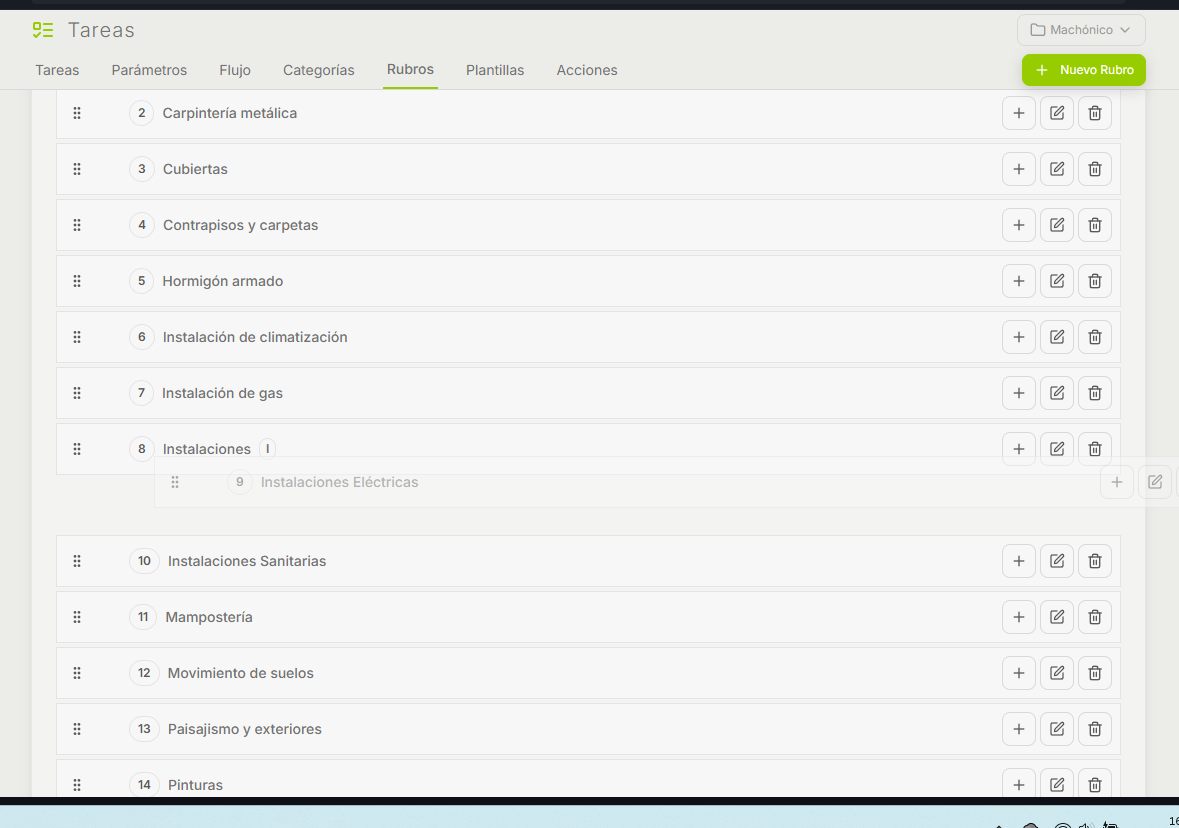 Tareas
Machónico
Tareas Parámetros Flujo Categorías Rubros Plantillas Acciones
Nuevo Rubro
2 Carpintería metálica
3 Cubiertas
4 Contrapisos y carpetas
5 Hormigón armado
6 Instalación de climatización
7 Instalación de gas
8 Instalaciones I
9 Instalaciones Eléctricas
10 Instalaciones Sanitarias
11 Mampostería
12 Movimiento de suelos
13 Paisajismo y exteriores
14 Pinturas